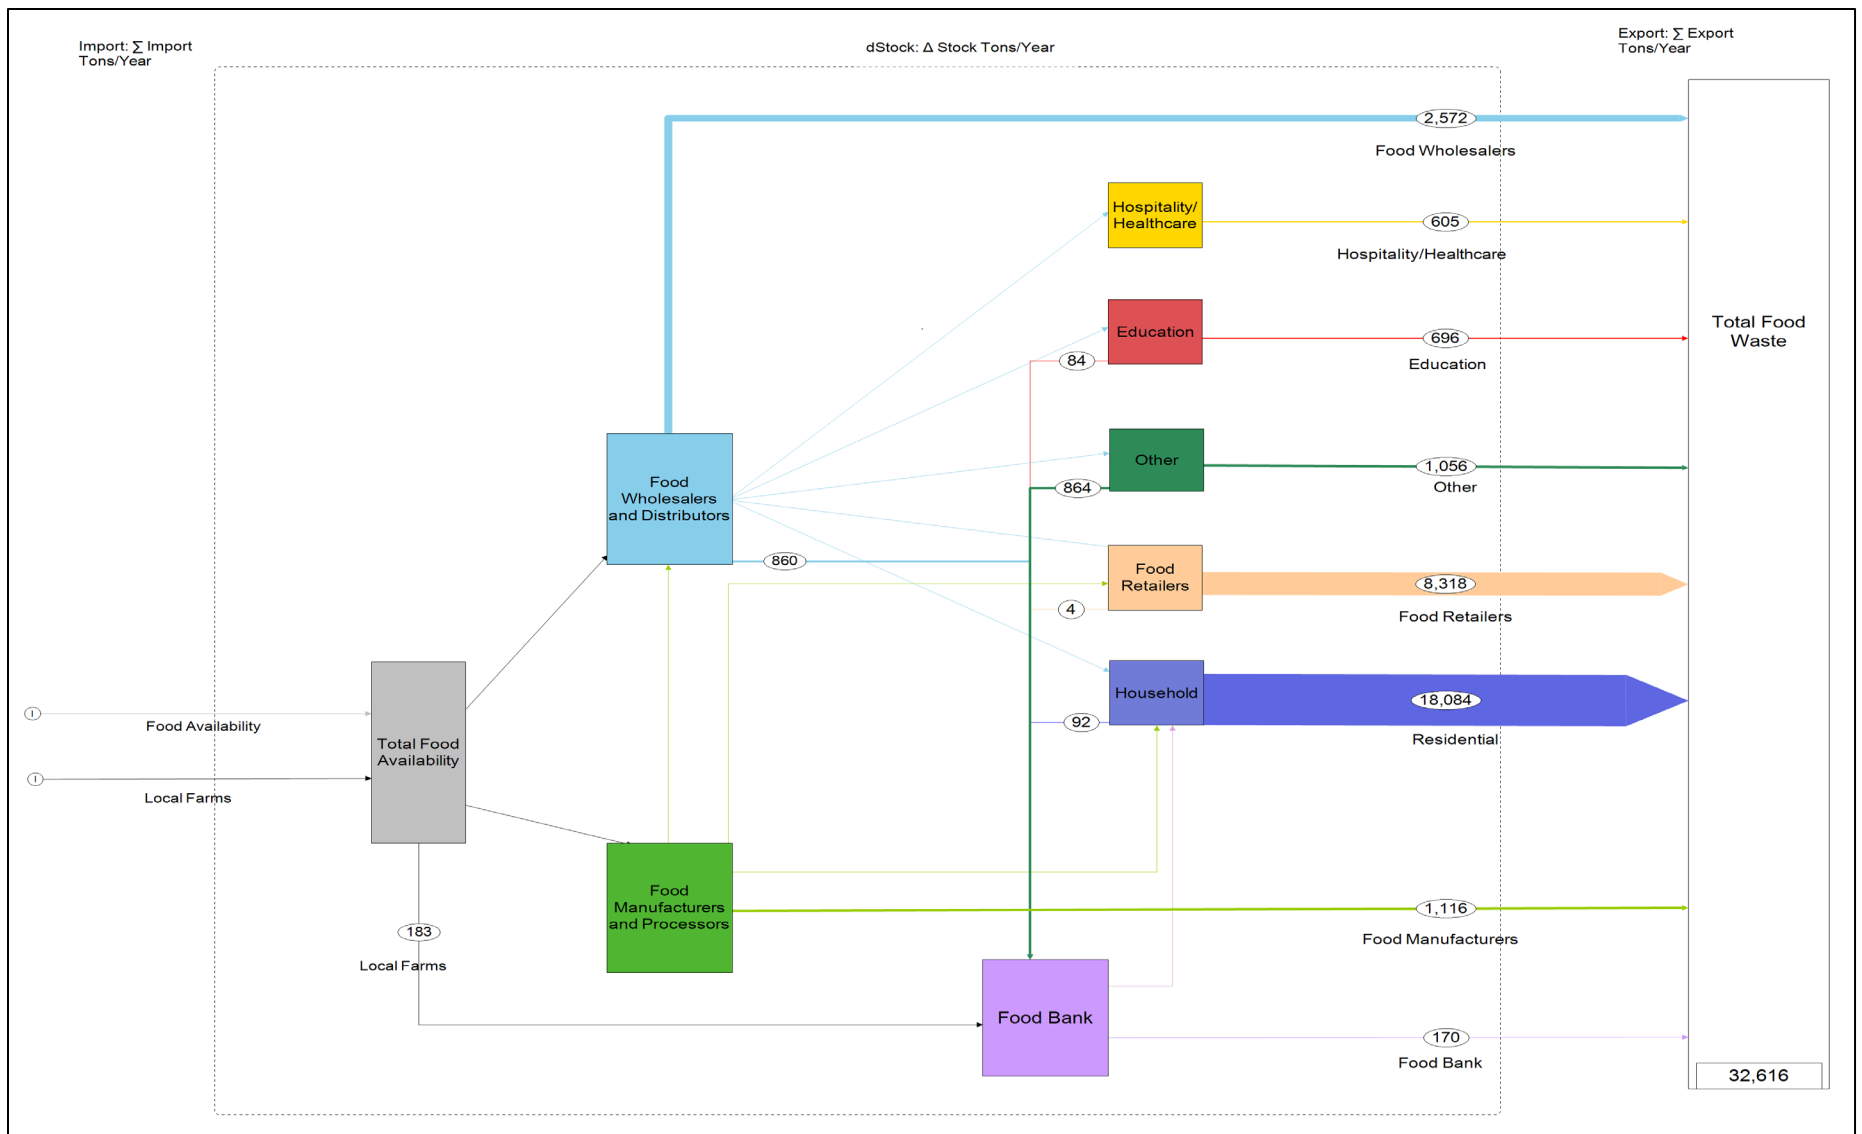 Import: ∑ Import
Tons/Year
dStock: Δ Stock Tons/Year
Export: ∑ Export
Tons/Year
2,572
Food Wholesalers
Hospitality/
Healthcare
605
Hospitality/Healthcare
Total Food
Waste
Education
696
Education
84
Other
1,056
Other
864
Food
Wholesalers
and Distributors
860
Food
Retailers
8,318
Food Retailers
4
Household
18,084
Residential
92
I
Food Availability
Total Food
Availability
I
Local Farms
Food
Manufacturers
and Processors
1,116
Food Manufacturers
183
Local Farms
Food Bank
170
Food Bank
32,616